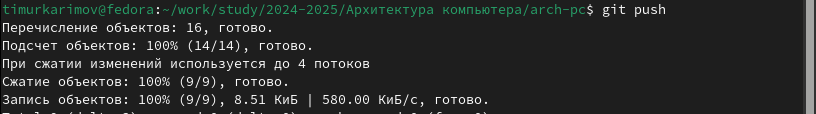 timurkarimov@fedora:~/work/study/2024-2025/Архитектура компьютера/arch-pc$ git push
Перечисление объектов: 16, готово.
Подсчет объектов: 100% (14/14), готово.
При сжатии изменений используется до 4 потоков
Сжатие объектов: 100% (9/9), готово.
Запись объектов: 100% (9/9), 8.51 КиБ | 580.00 КиБ/с, готово.